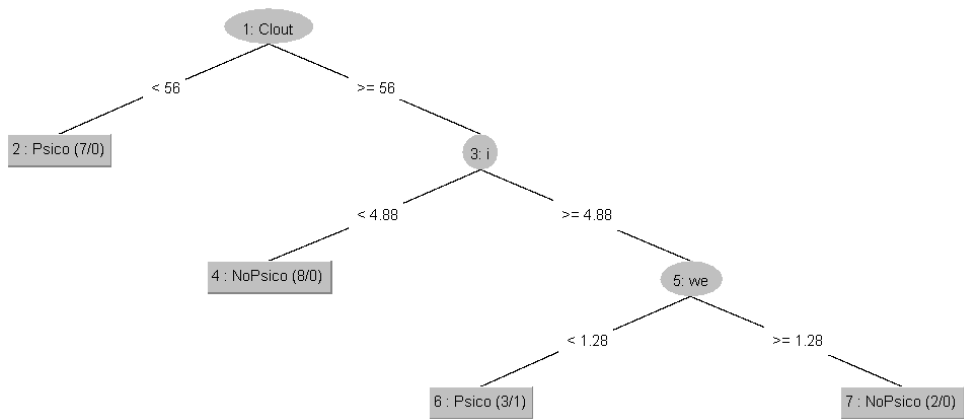 1: Clout
< 56
>= 56
2 : Psico (7/0)
3: i
< 4.88
>= 4.88
4 : NoPsico (8/0)
5: we
< 1.28
>= 1.28
6 : Psico (3/1)
7 : NoPsico (2/0)